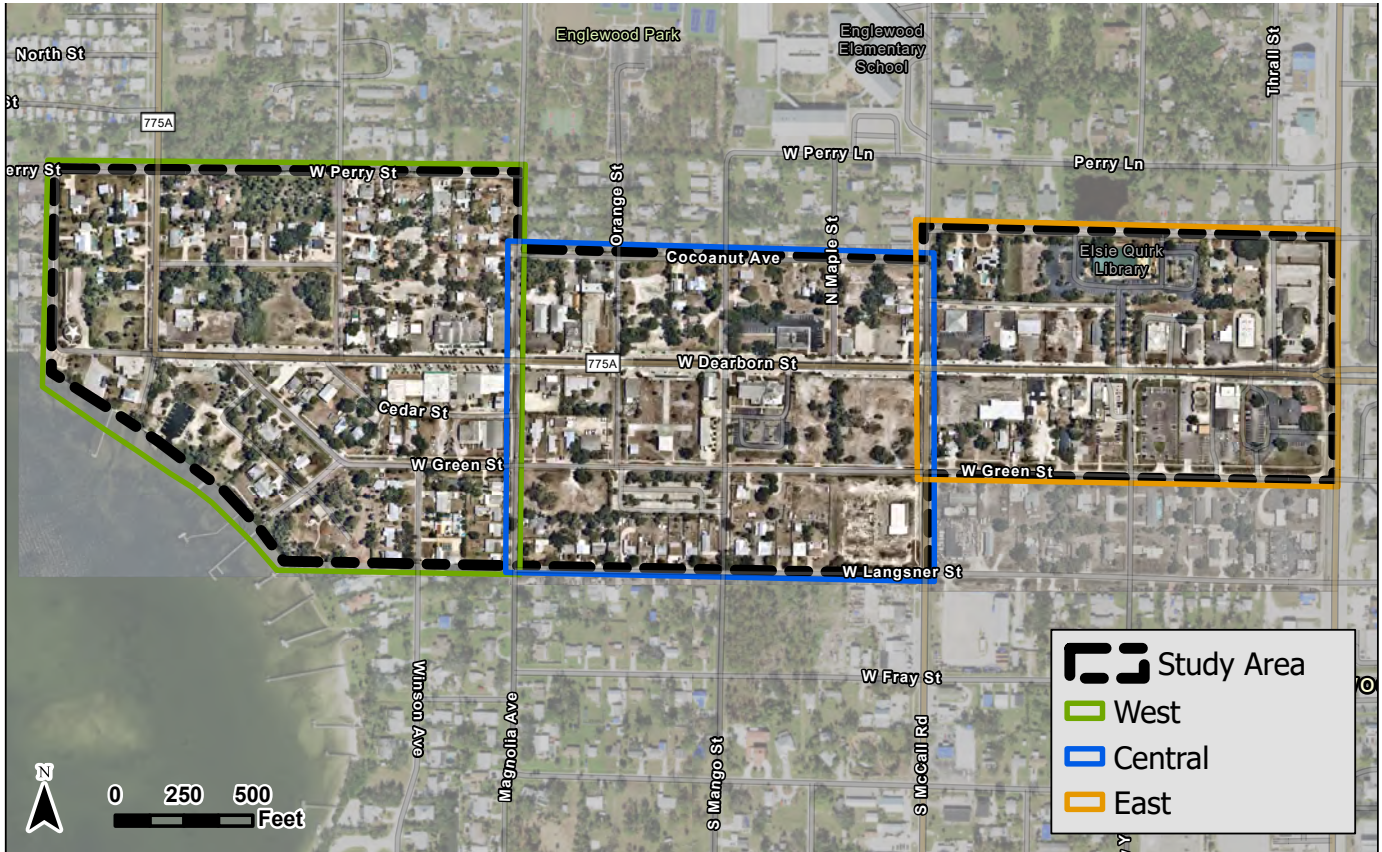 Englewood Park
Englewood
Elementary
School
North St
St
775A
Thrall St
W Perry Ln
Perry Ln
erry St
W Perry St
Orange St
N Maple St
Cocoanut Ave
Elsie Quirk
Library
775A
W Dearborn St
Cedar St
W Green St
W Green St
W Langsner St
W Fray St
Winson Ave
Magnolia Ave
S Mango St
S McCall Rd
Study Area
West
Central
East
N
0 250 500
Feet